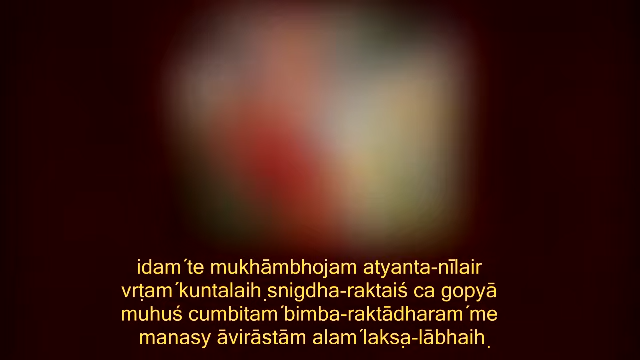 idam ́te mukhāmbhojam atyanta-nīlair
vṛtam ́kuntalaiḥ snigdha-raktaiś ca gopyā
muhuś cumbitam ́bimba-raktādharam ́me
manasy āvirāstām alam ́lakṣa-lābhaiḥ